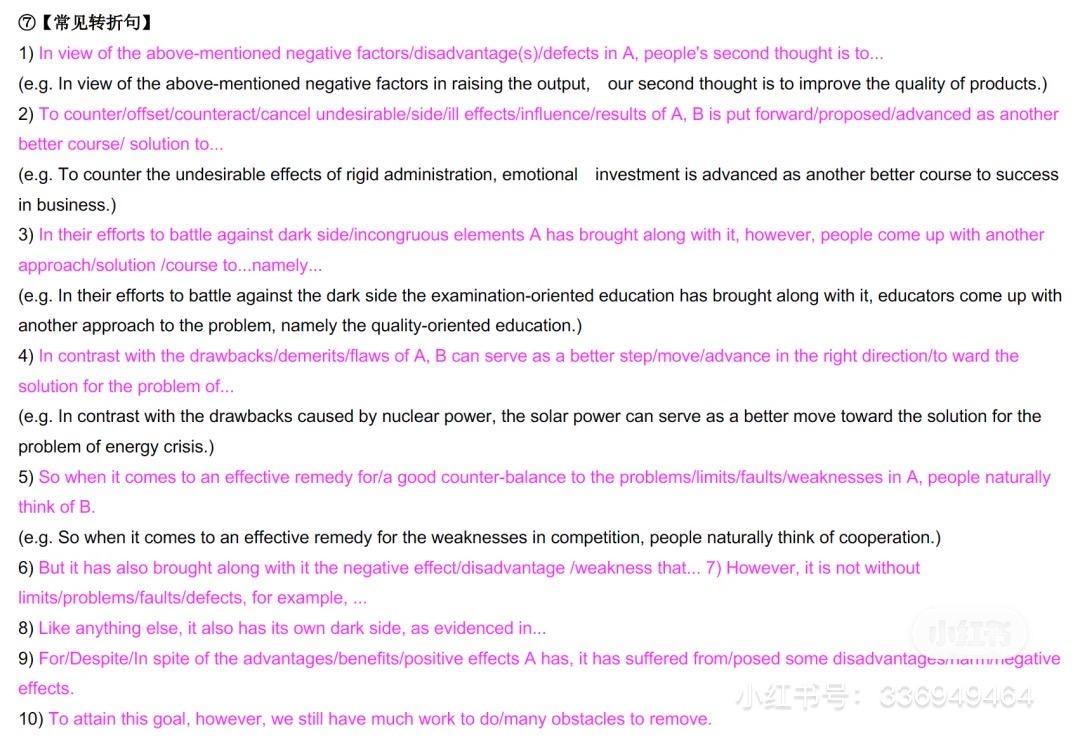 ⑦【常见转折句】
1) In view of the above-mentioned negative factors/disadvantage(s)/defects in A, people's second thought is to...
(e.g. In view of the above-mentioned negative factors in raising the output, our second thought is to improve the quality of products.)
2) To counter/offset/counteract/cancel undesirable/side/ill effects/influence/results of A, B is put forward/proposed/advanced as another
better course/ solution to...
(e.g. To counter the undesirable effects of rigid administration, emotional investment is advanced as another better course to success
in business.)
3) In their efforts to battle against dark side/incongruous elements A has brought along with it, however, people come up with another
approach/solution /course to...namely...
(e.g. In their efforts to battle against the dark side the examination-oriented education has brought along with it, educators come up with
another approach to the problem, namely the quality-oriented education.)
4) In contrast with the drawbacks/demerits/flaws of A, B can serve as a better step/move/advance in the right direction/to ward the
solution for the problem of...
(e.g. In contrast with the drawbacks caused by nuclear power, the solar power can serve as a better move toward the solution for the
problem of energy crisis.)
5) So when it comes to an effective remedy for/a good counter-balance to the problems/limits/faults/weaknesses in A, people naturally
think of B.
(e.g. So when it comes to an effective remedy for the weaknesses in competition, people naturally think of cooperation.)
6) But it has also brought along with it the negative effect/disadvantage /weakness that... 7) However, it is not without
limits/problems/faults/defects, for example, ...
8) Like anything else, it also has its own dark side, as evidenced in...
小红书
9) For/Despite/In spite of the advantages/benefits/positive effects A has, it has suffered from/posed some disadvantages/harm/negative
effects.
小红书号：336949464
10) To attain this goal, however, we still have much work to do/many obstacles to remove.